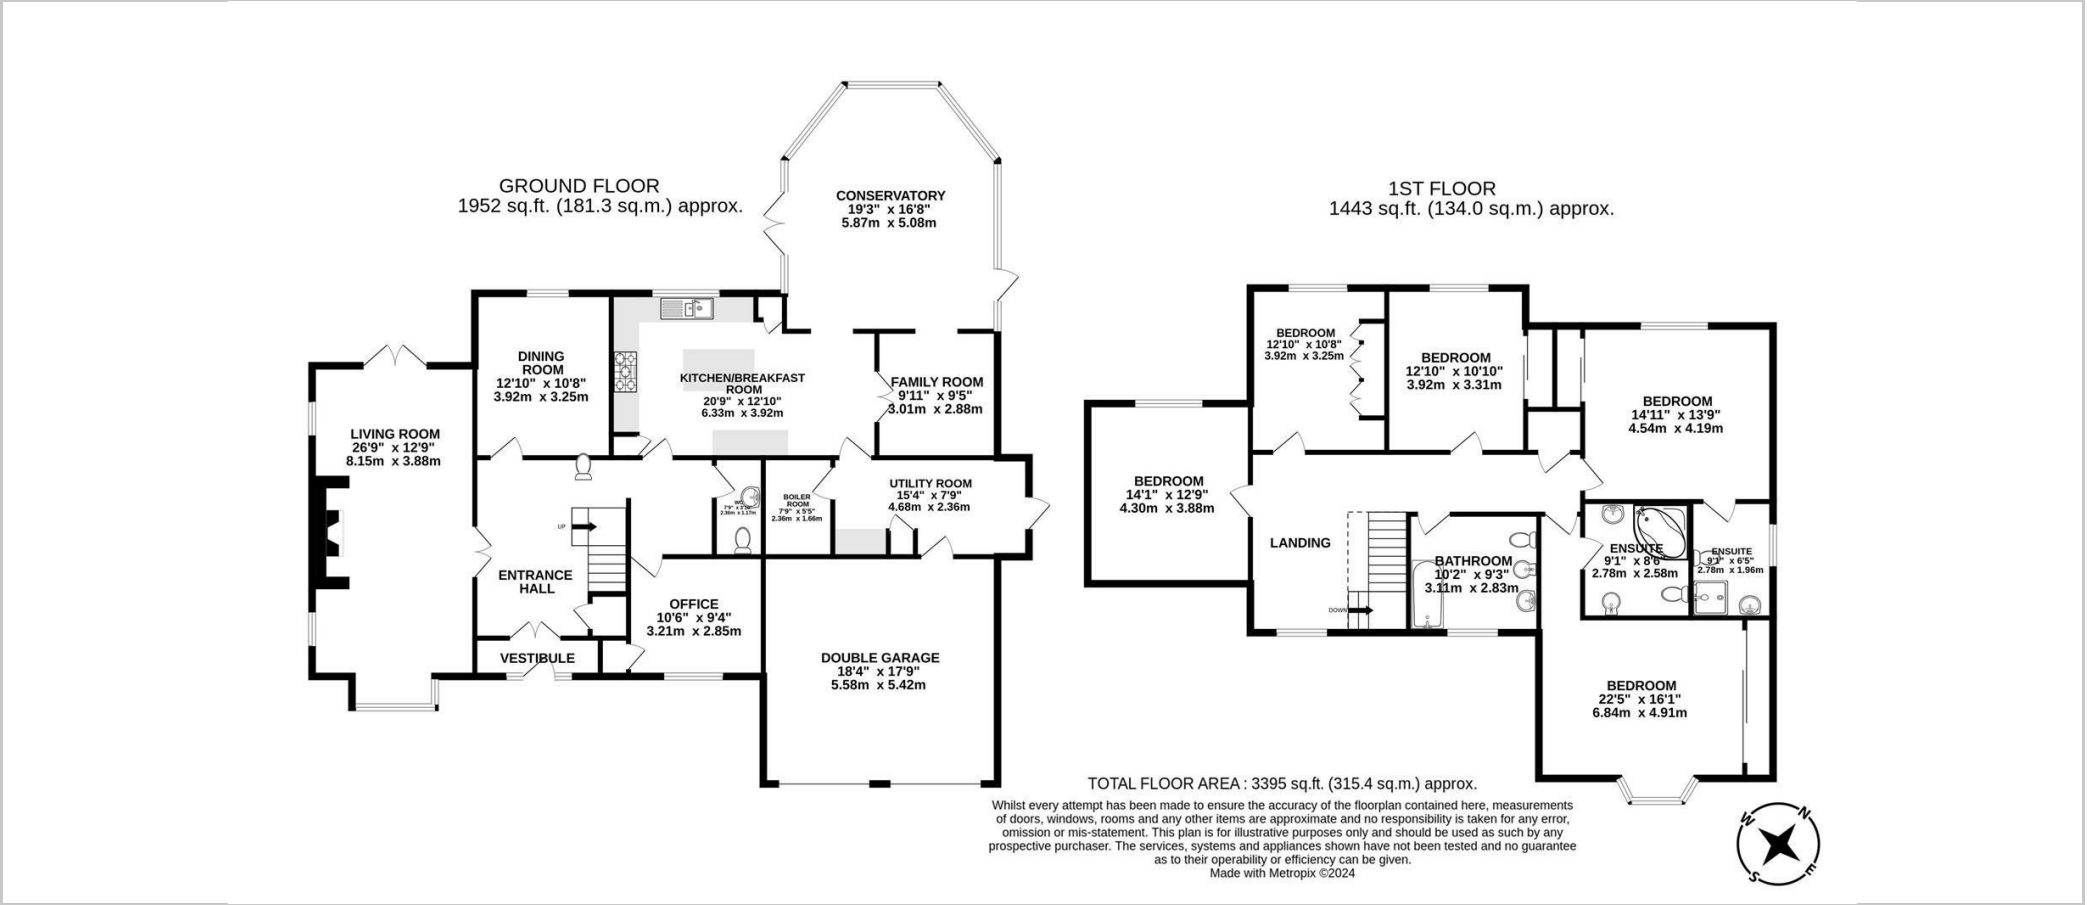 GROUND FLOOR
1952 sq.ft. (181.3 sq.m.) approx.
CONSERVATORY
19'3" x 16'8"
5.87m x 5.08m
DINING
ROOM
12'10" x 10'8"
3.92m x 3.25m
KITCHEN/BREAKFAST
ROOM
20'9" x 12'10"
6.33m x 3.92m
FAMILY ROOM
9'11" x 9'5"
3.01m x 2.88m
LIVING ROOM
26'9" x 12'9"
8.15m x 3.88m
UP
WC
2.36m x 1.17m
BOILER
ROOM
7'9" x 5'5"
2.36m x 1.66m
UTILITY ROOM
15'4" x 7'9"
4.68m x 2.36m
ENTRANCE
HALL
OFFICE
10'6" x 9'4"
3.21m x 2.85m
VESTIBULE
DOUBLE GARAGE
18'4" x 17'9"
5.58m x 5.42m
1ST FLOOR
1443 sq.ft. (134.0 sq.m.) approx.
BEDROOM
12'10" x 10'8"
3.92m x 3.25m
BEDROOM
12'10" x 10'10"
3.92m x 3.31m
BEDROOM
14'11" x 13'9"
4.54m x 4.19m
BEDROOM
14'1" x 12'9"
4.30m x 3.88m
LANDING
DOWN
BATHROOM
10'2" x 9'3"
3.11m x 2.83m
ENSUITE
9'1" x 8'6"
2.78m x 2.58m
ENSUITE
9'1" x 6'5"
2.78m x 1.96m
BEDROOM
22'5" x 16'1"
6.84m x 4.91m
TOTAL FLOOR AREA : 3395 sq.ft. (315.4 sq.m.) approx.
Whilst every attempt has been made to ensure the accuracy of the floorplan contained here, measurements
of doors, windows, rooms and any other items are approximate and no responsibility is taken for any error,
omission or mis-statement. This plan is for illustrative purposes only and should be used as such by any
prospective purchaser. The services, systems and appliances shown have not been tested and no guarantee
as to their operability or efficiency can be given.
Made with Metropix ©2024
W
N
S
E